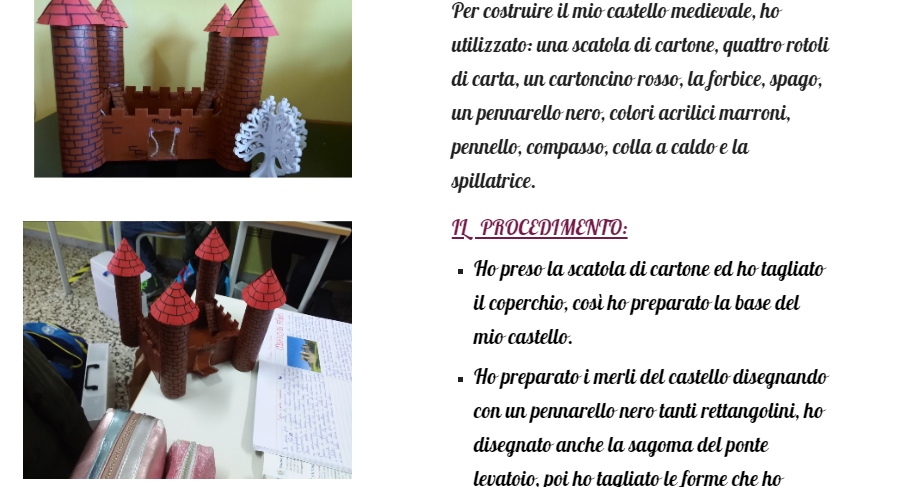 Per costruire il mio castello medievale, ho
utilizzato: una scatola di cartone, quattro rotoli
di carta, un cartoncino rosso, la forbice, spago,
un pennarello nero, colori acrilici marroni,
pennello, compasso, colla a caldo e la
spillatrice.
IL PROCEDIMENTO:
Ho preso la scatola di cartone ed ho tagliato
il coperchio, così ho preparato la base del
mio castello.
Ho preparato i merli del castello disegnando
con un pennarello nero tanti rettangolini, ho
disegnato anche la sagoma del ponte
levatoio, poi ho tagliato le forme che ho